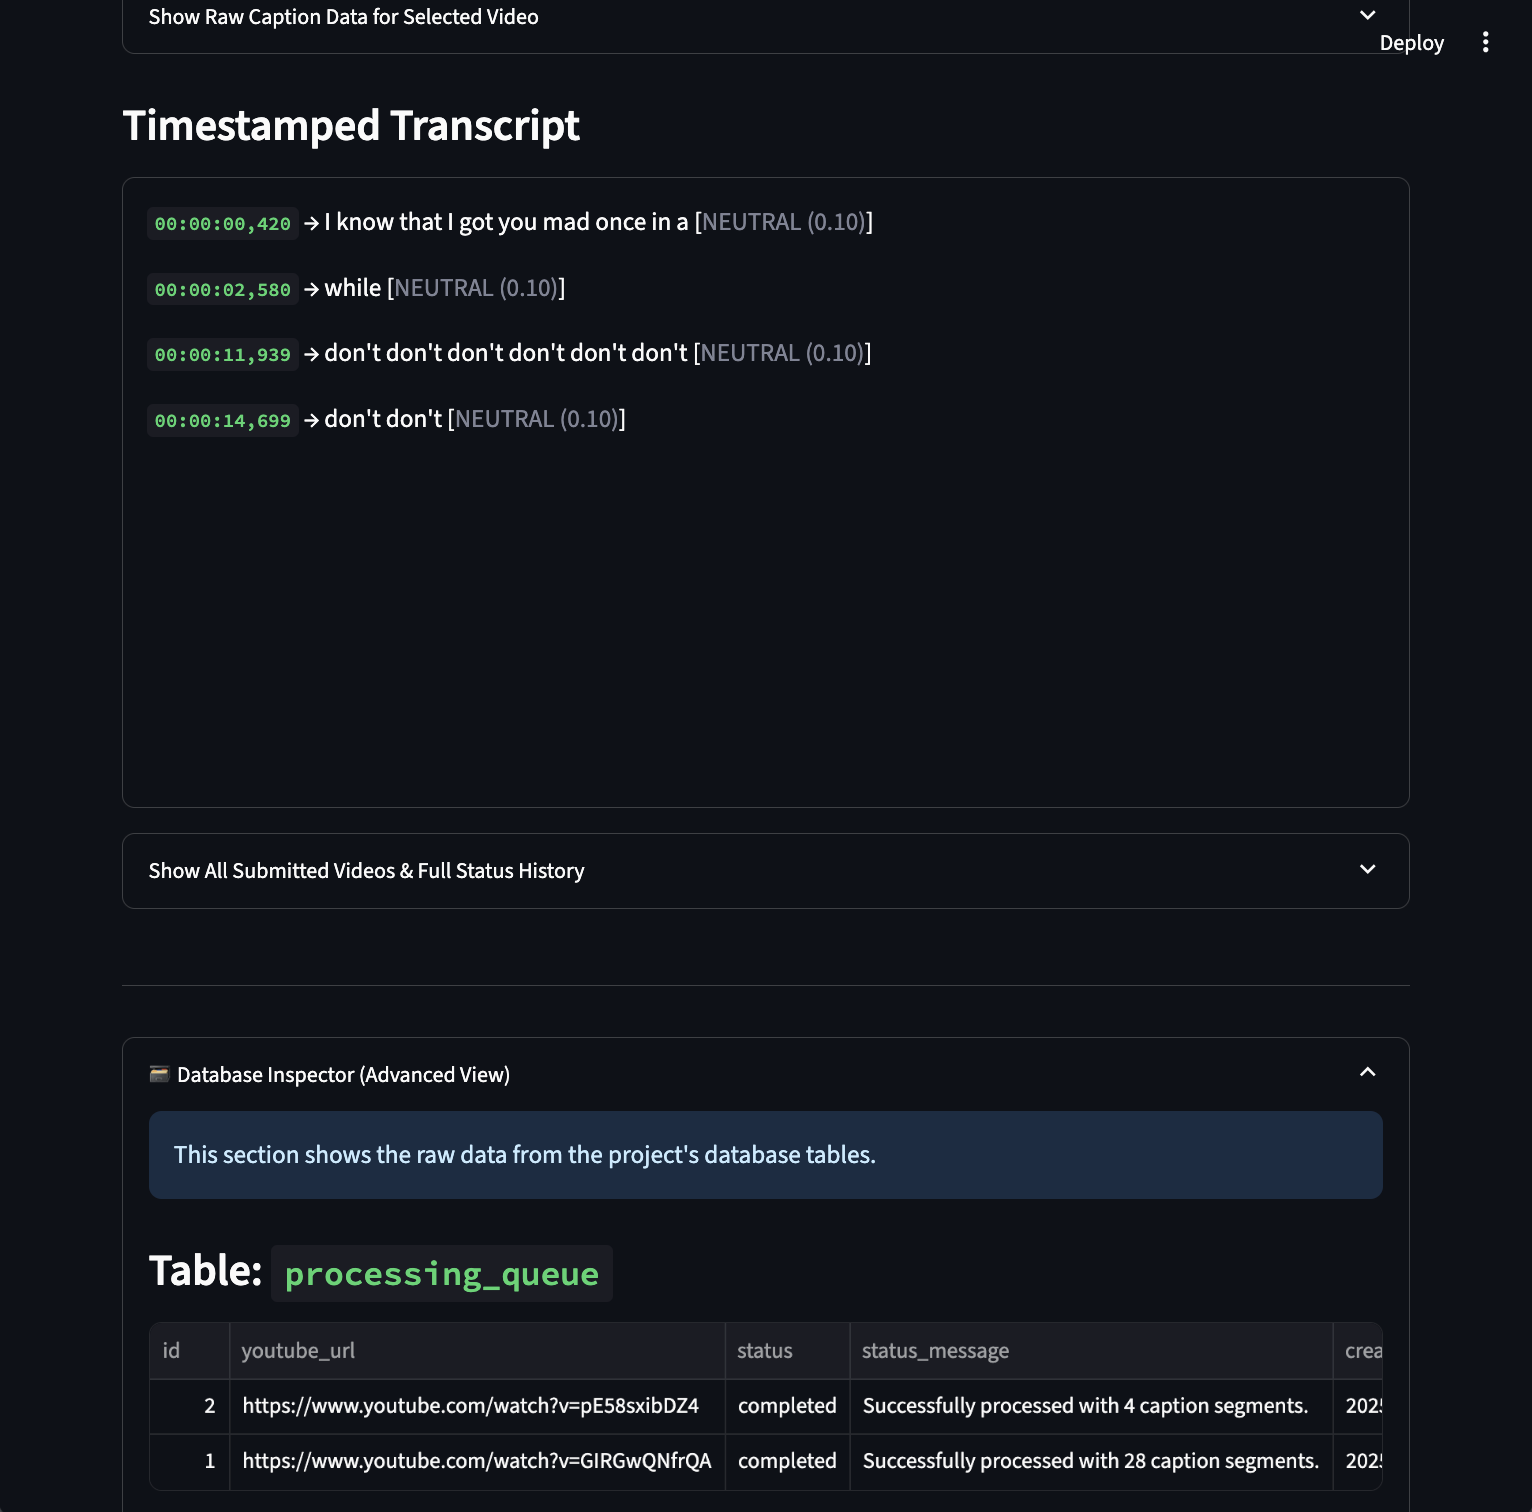 Show Raw Caption Data for Selected Video
Deploy
Timestamped Transcript
00:00:00,420 → I know that I got you mad once in a [NEUTRAL (0.10)]
00:00:02,580 → while [NEUTRAL (0.10)]
00:00:11,939 → don't don't don't don't don't don't [NEUTRAL (0.10)]
00:00:14,699 → don't don't [NEUTRAL (0.10)]
Show All Submitted Videos & Full Status History
Database Inspector (Advanced View)
This section shows the raw data from the project's database tables.
Table: processing_queue
id youtube_url status status_message crea
2 https://www.youtube.com/watch?v=pE58sxibDZ4 completed Successfully processed with 4 caption segments. 2025
1 https://www.youtube.com/watch?v=GIRGwQNfrQA completed Successfully processed with 28 caption segments. 2025